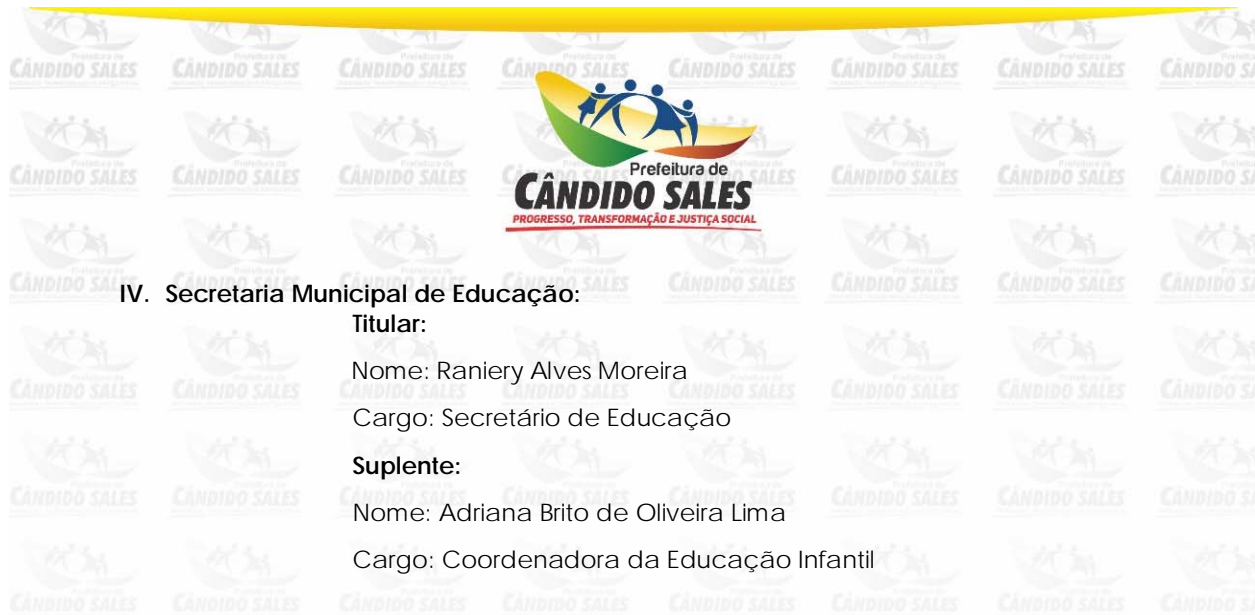 Prefeitura de
CÂNDIDO SALES
PROGRESSO, TRANSFORMAÇÃO E JUSTIÇA SOCIAL
IV. Secretaria Municipal de Educação:
Titular:
Nome: Raniery Alves Moreira
Cargo: Secretário de Educação
Suplente:
Nome: Adriana Brito de Oliveira Lima
Cargo: Coordenadora da Educação Infantil